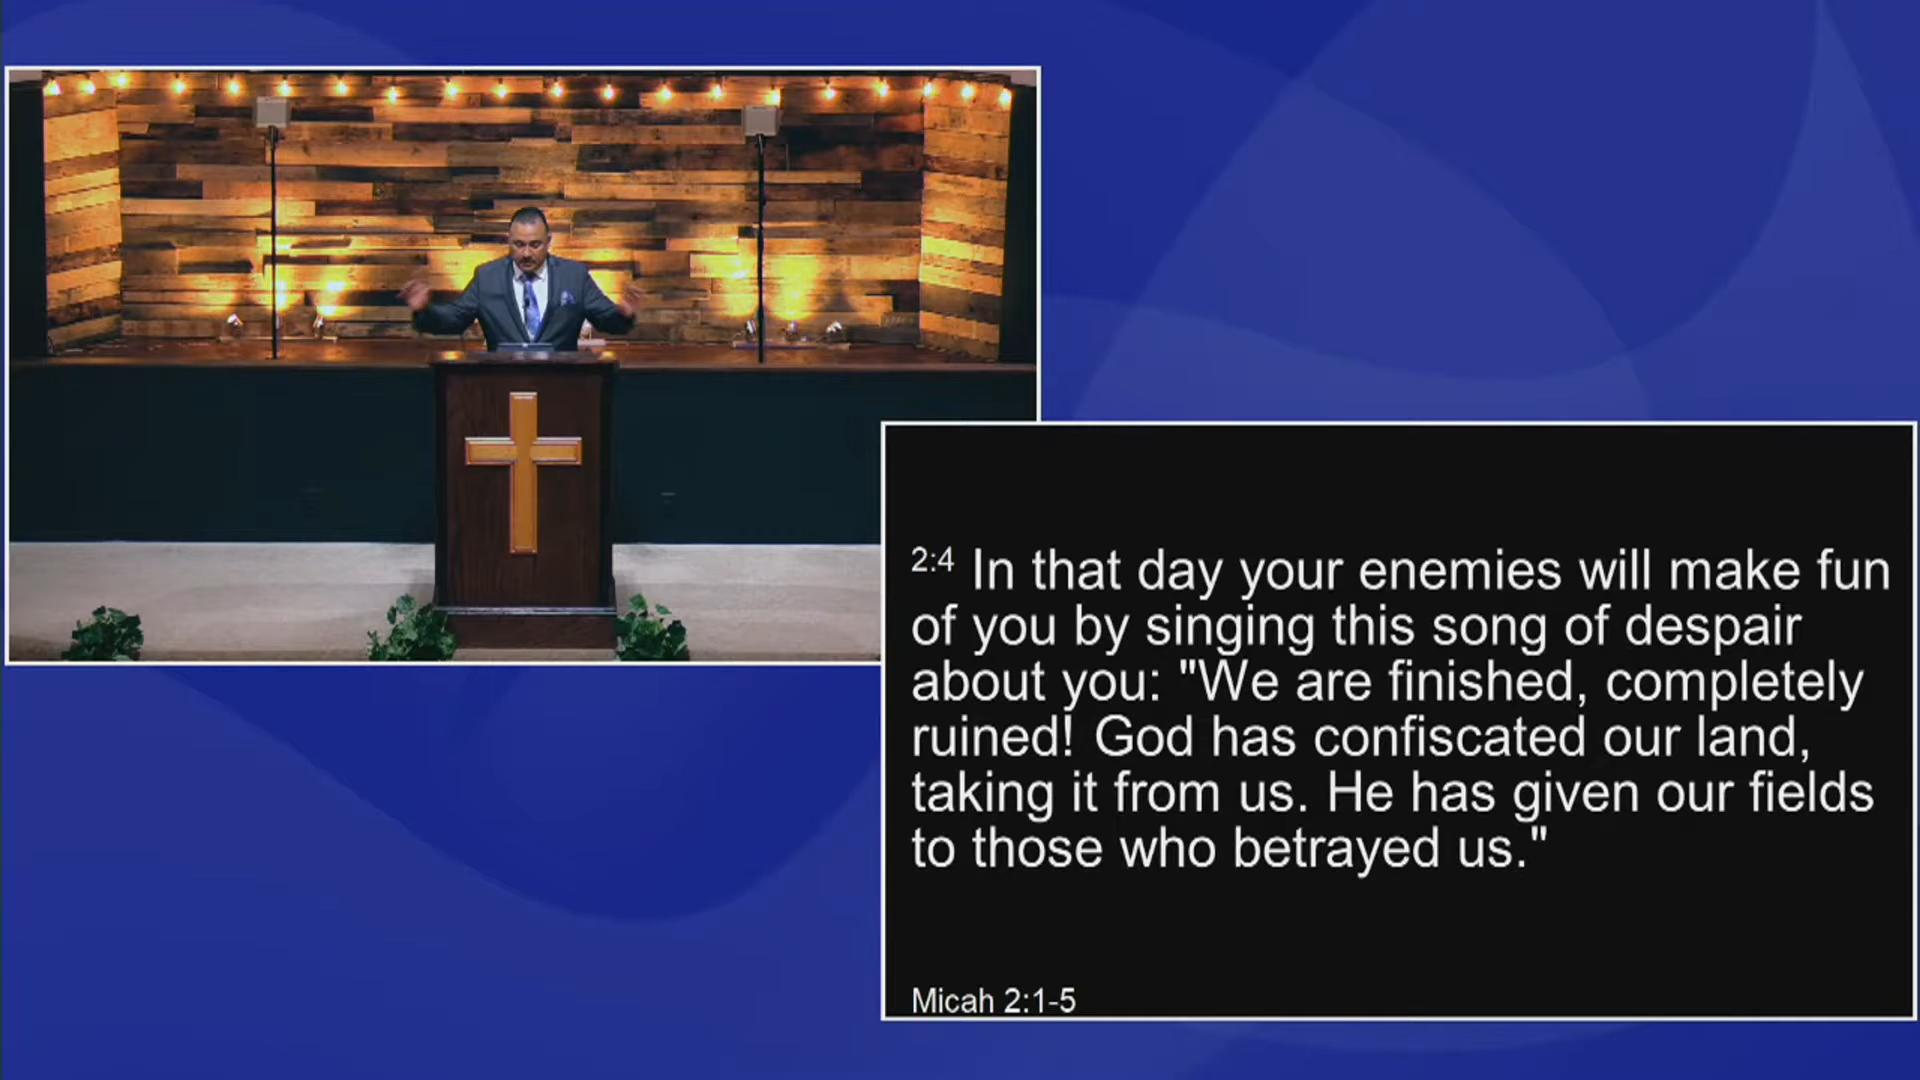 2:4 In that day your enemies will make fun
of you by singing this song of despair
about you: "We are finished, completely
ruined! God has confiscated our land,
taking it from us. He has given our fields
to those who betrayed us."
Micah 2:1-5